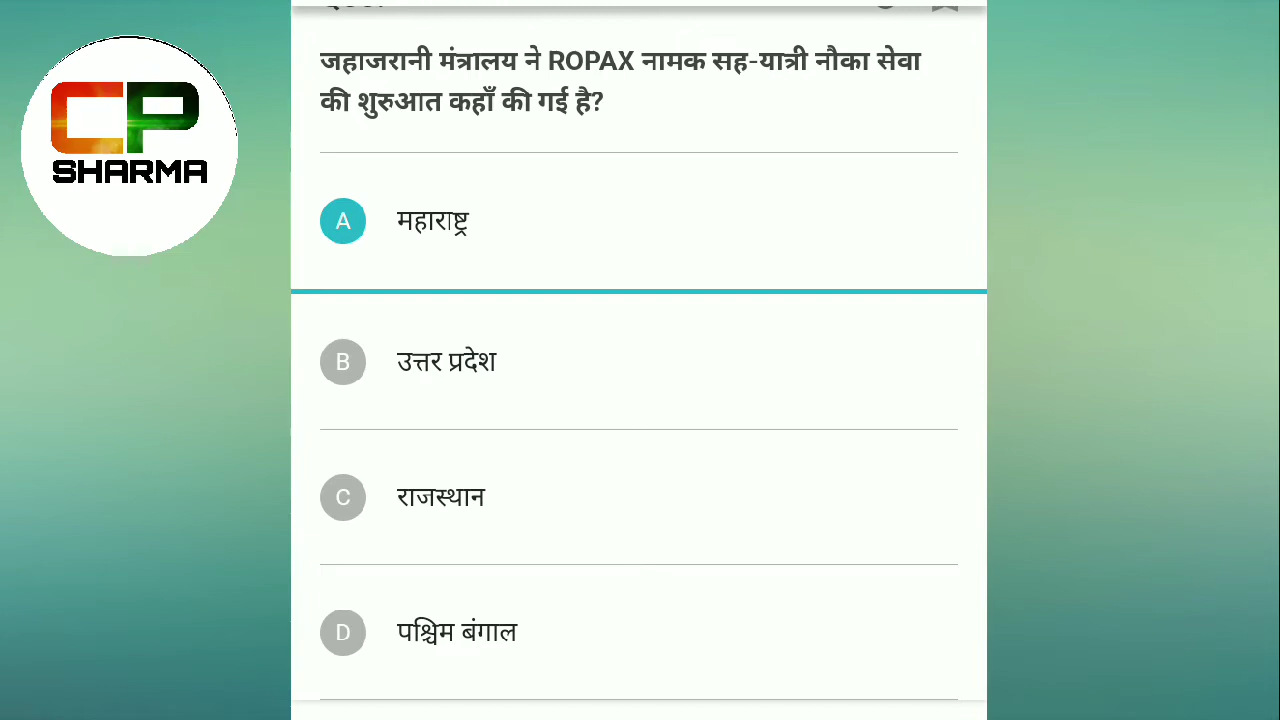 CP
SHARMA
जहाजरानी मंत्रालय ने ROPAX नामक सह-यात्री नौका सेवा
की शुरुआत कहाँ की गई है?
A महाराष्ट्र
B उत्तर प्रदेश
C राजस्थान
D पश्चिम बंगाल